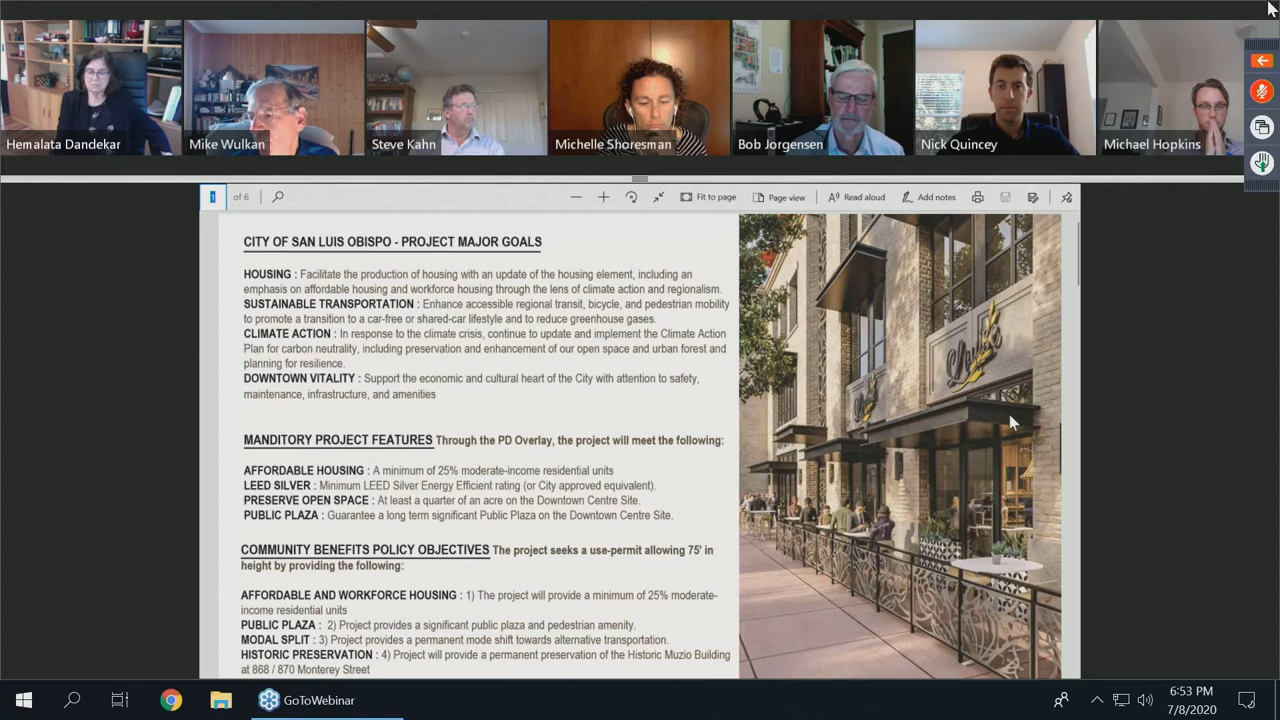 Hemalata Dandekar
Mike Wulkan
Steve Kahn
Michelle Shoresman
Bob Jorgensen
Nick Quincey
Michael Hopkins
1 of 6
Fit to page
Page view
Read aloud
Add notes
CITY OF SAN LUIS OBISPO - PROJECT MAJOR GOALS
HOUSING : Facilitate the production of housing with an update of the housing element, including an
emphasis on affordable housing and workforce housing through the lens of climate action and regionalism.
SUSTAINABLE TRANSPORTATION : Enhance accessible regional transit, bicycle, and pedestrian mobility
to promote a transition to a car-free or shared-car lifestyle and to reduce greenhouse gases.
CLIMATE ACTION : In response to the climate crisis, continue to update and implement the Climate Action
Plan for carbon neutrality, including preservation and enhancement of our open space and urban forest and
planning for resilience.
DOWNTOWN VITALITY : Support the economic and cultural heart of the City with attention to safety,
maintenance, infrastructure, and amenities
MANDITORY PROJECT FEATURES Through the PD Overlay, the project will meet the following:
AFFORDABLE HOUSING : A minimum of 25% moderate-income residential units
LEED SILVER : Minimum LEED Silver Energy Efficient rating (or City approved equivalent).
PRESERVE OPEN SPACE : At least a quarter of an acre on the Downtown Centre Site.
PUBLIC PLAZA : Guarantee a long term significant Public Plaza on the Downtown Centre Site.
COMMUNITY BENEFITS POLICY OBJECTIVES The project seeks a use-permit allowing 75' in
height by providing the following:
AFFORDABLE AND WORKFORCE HOUSING : 1) The project will provide a minimum of 25% moderate-
income residential units
PUBLIC PLAZA : 2) Project provides a significant public plaza and pedestrian amenity.
MODAL SPLIT : 3) Project provides a permanent mode shift towards alternative transportation.
HISTORIC PRESERVATION : 4) Project will provide a permanent preservation of the Historic Muzio Building
at 868 / 870 Monterey Street
GoToWebinar
6:53 PM
7/8/2020